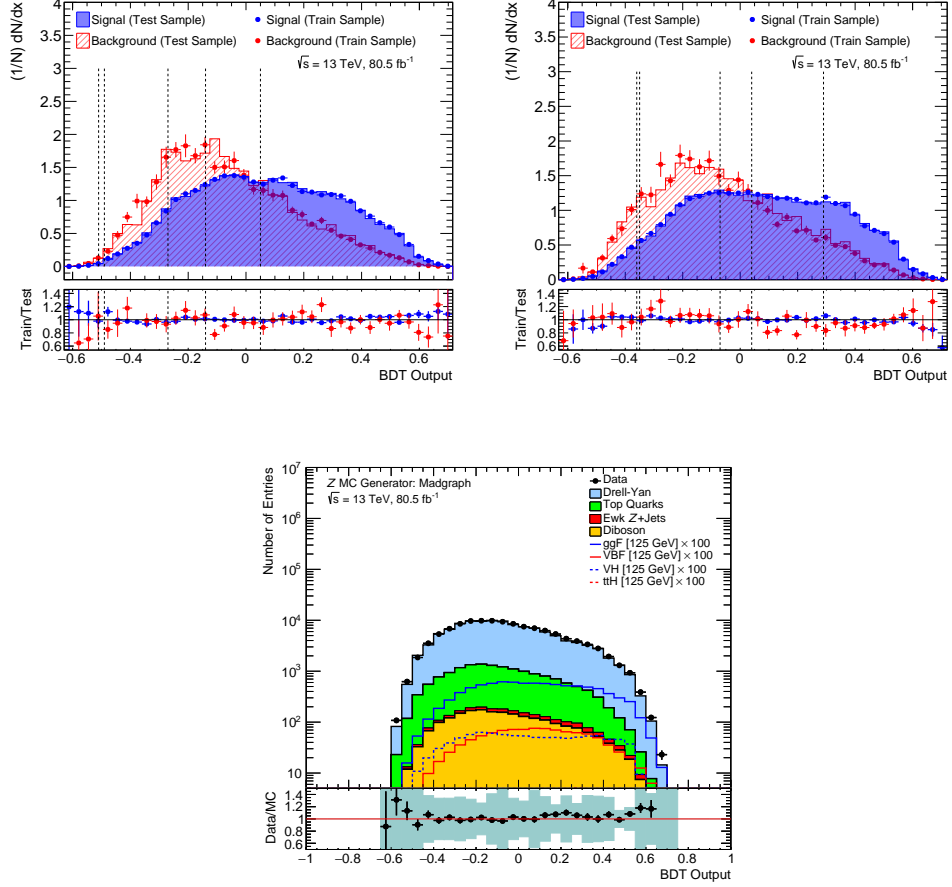 (1/N) dN/dx
Signal (Test Sample) Signal (Train Sample)
Background (Test Sample) Background (Train Sample)
√s = 13 TeV, 80.5 fb⁻¹
4
3.5
3
2.5
2
1.5
1
0.5
0
Train/Test
1.4
1.2
1
0.8
0.6
−0.6 −0.4 −0.2 0 0.2 0.4 0.6
BDT Output
(1/N) dN/dx
Signal (Test Sample) Signal (Train Sample)
Background (Test Sample) Background (Train Sample)
√s = 13 TeV, 80.5 fb⁻¹
4
3.5
3
2.5
2
1.5
1
0.5
0
Train/Test
1.4
1.2
1
0.8
0.6
−0.6 −0.4 −0.2 0 0.2 0.4 0.6
BDT Output
Number of Entries
Z MC Generator: Madgraph
√s = 13 TeV, 80.5 fb⁻¹
Data
Drell-Yan
Top Quarks
Ewk Z+Jets
Diboson
ggF [125 GeV] × 100
VBF [125 GeV] × 100
VH [125 GeV] × 100
ttH [125 GeV] × 100
10⁷
10⁶
10⁵
10⁴
10³
10²
10
Data/MC
1.4
1.2
1
0.8
0.6
−1 −0.8 −0.6 −0.4 −0.2 0 0.2 0.4 0.6 0.8 1
BDT Output